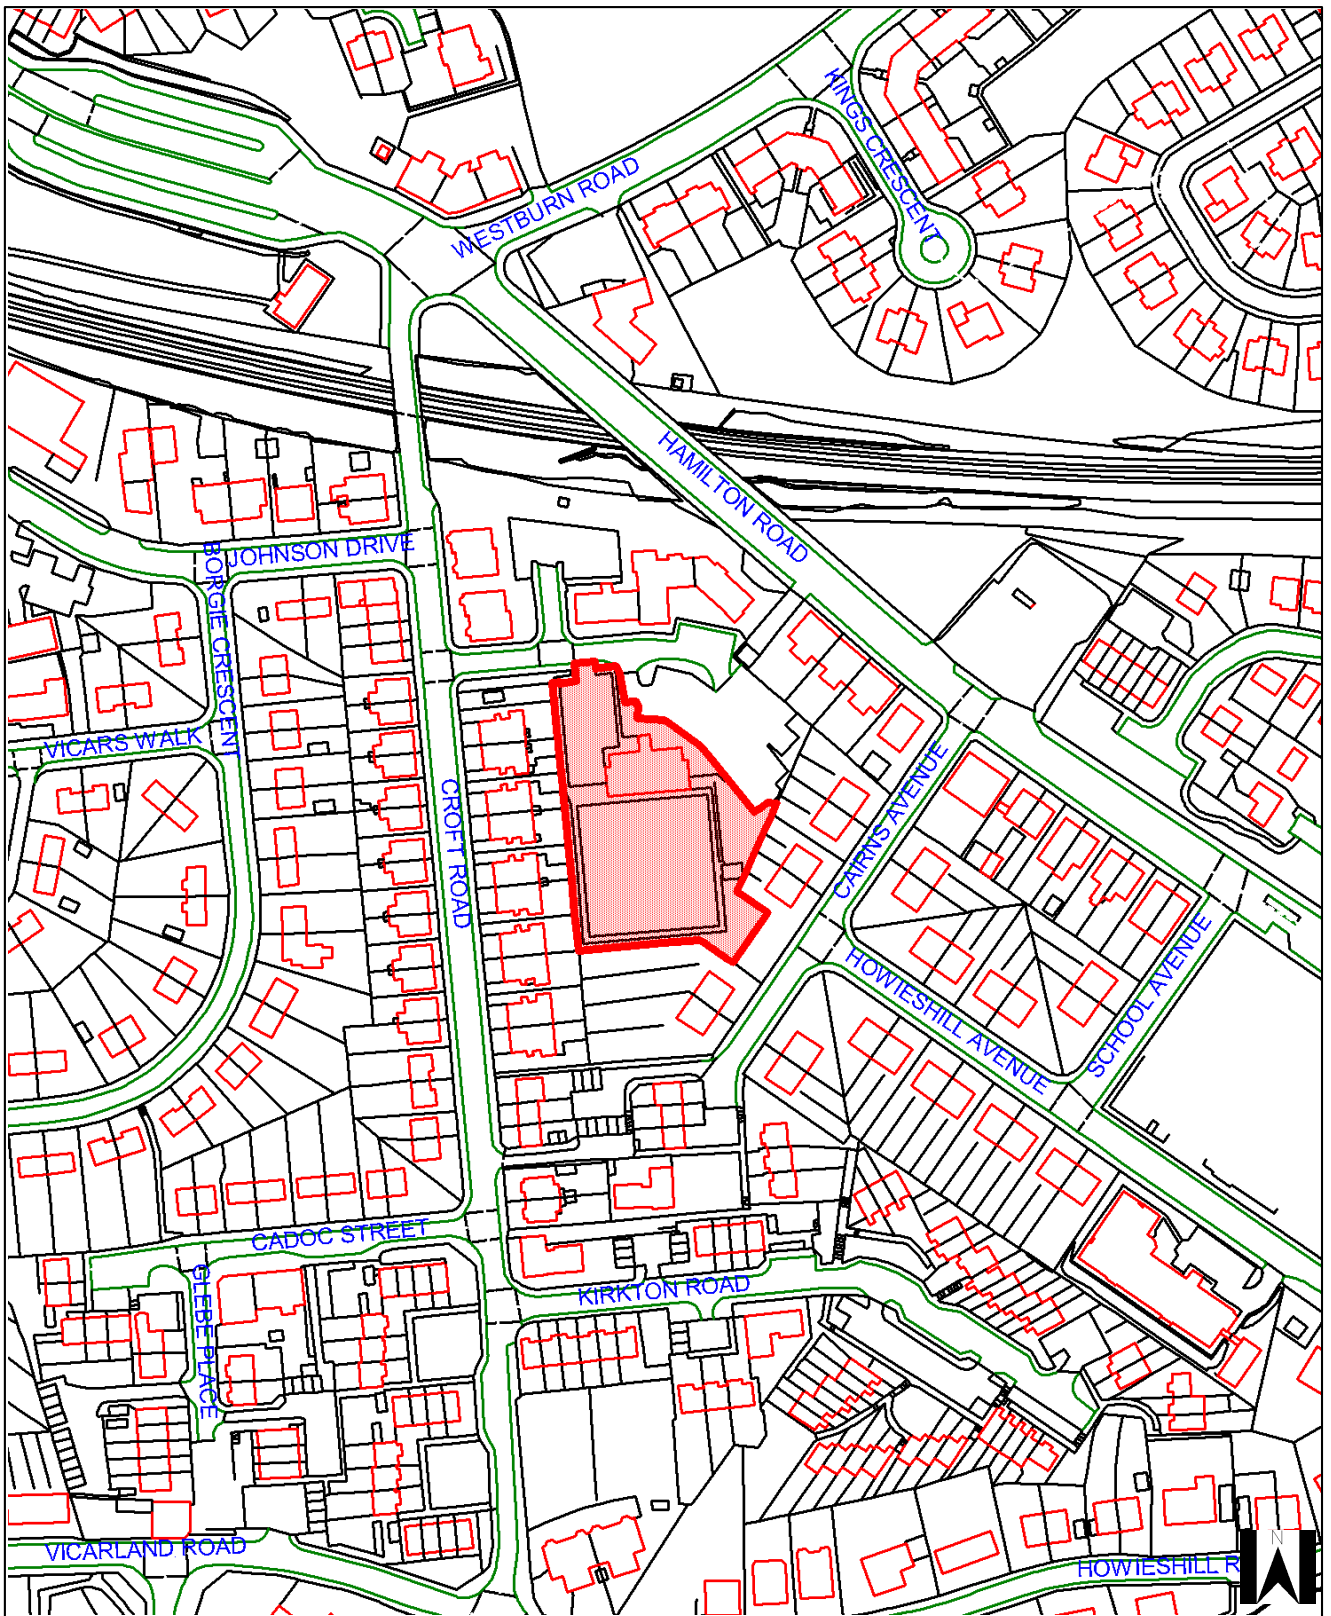 KINGS CRESCENT
WESTBURN ROAD
HAMILTON ROAD
JOHNSON DRIVE
BORGIE CRESCENT
VICARS WALK
CROFT ROAD
CAIRNS AVENUE
HOWIESHILL AVENUE
SCHOOL AVENUE
CADOC STREET
GLEBE PLACE
KIRKTON ROAD
VICARLAND ROAD
HOWIESHILL R
N